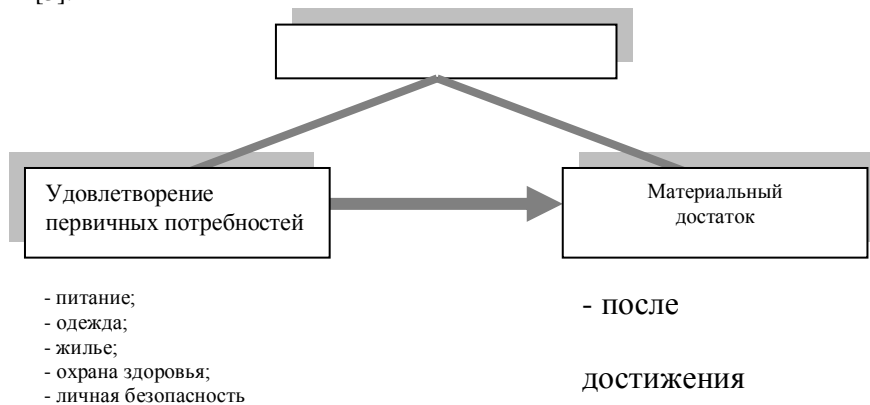 Удовлетворение
первичных потребностей
Материальный
достаток
- питание;
- одежда;
- жилье;
- охрана здоровья;
- личная безопасность
- после
достижения